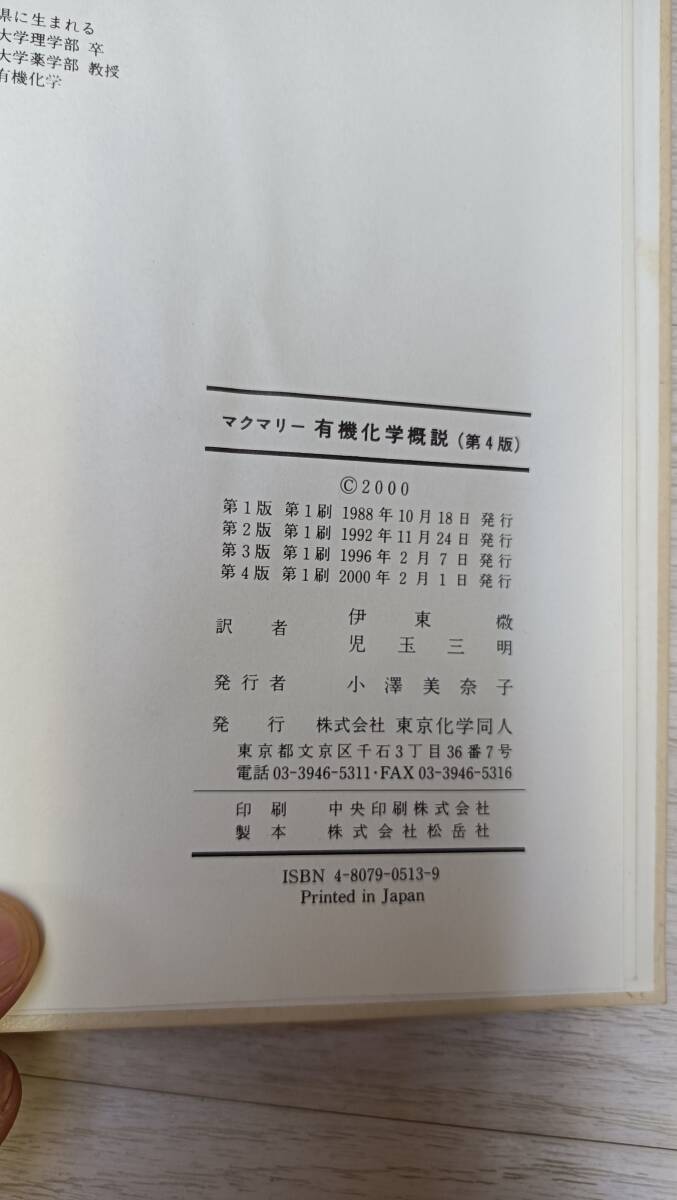 県に生まれる
大学理学部 卒
大学薬学部 教授
有機化学
マクマリー 有機化学概説 (第4版)
©2000
第1版 第1刷 1988年10月18日 発行
第2版 第1刷 1992年11月24日 発行
第3版 第1刷 1996年2月7日 発行
第4版 第1刷 2000年2月1日 発行
訳者 伊東 椒
児玉三明
発行者 小澤美奈子
発行 株式会社 東京化学同人
東京都文京区千石3丁目36番7号
電話 03-3946-5311・FAX 03-3946-5316
印刷 中央印刷株式会社
製本 株式会社松岳社
ISBN 4-8079-0513-9
Printed in Japan